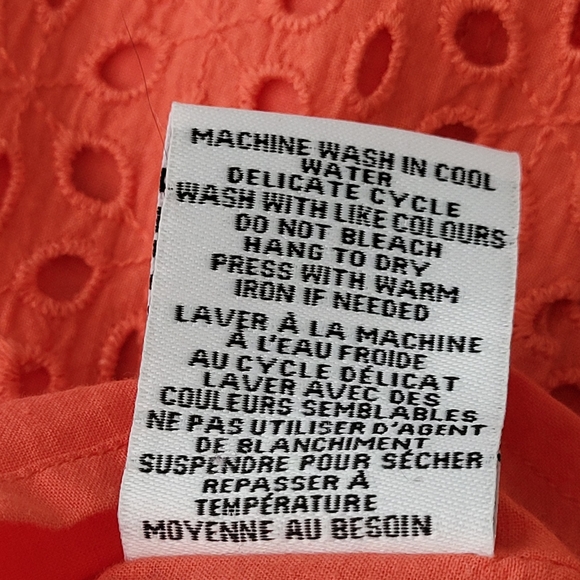 MACHINE WASH IN COOL
WATER
DELICATE CYCLE
WASH WITH LIKE COLOURS
DO NOT BLEACH
HANG TO DRY
PRESS WITH WARM
IRON IF NEEDED
LAVER À LA MACHINE
À L'EAU FROIDE
AU CYCLE DÉLICAT
LAVER AVEC DES
COULEURS SEMBLABLES
NE PAS UTILISER D'AGENT
DE BLANCHIMENT
SUSPENDRE POUR SÉCHER
REPASSER À
TEMPÉRATURE
MOYENNE AU BESOIN